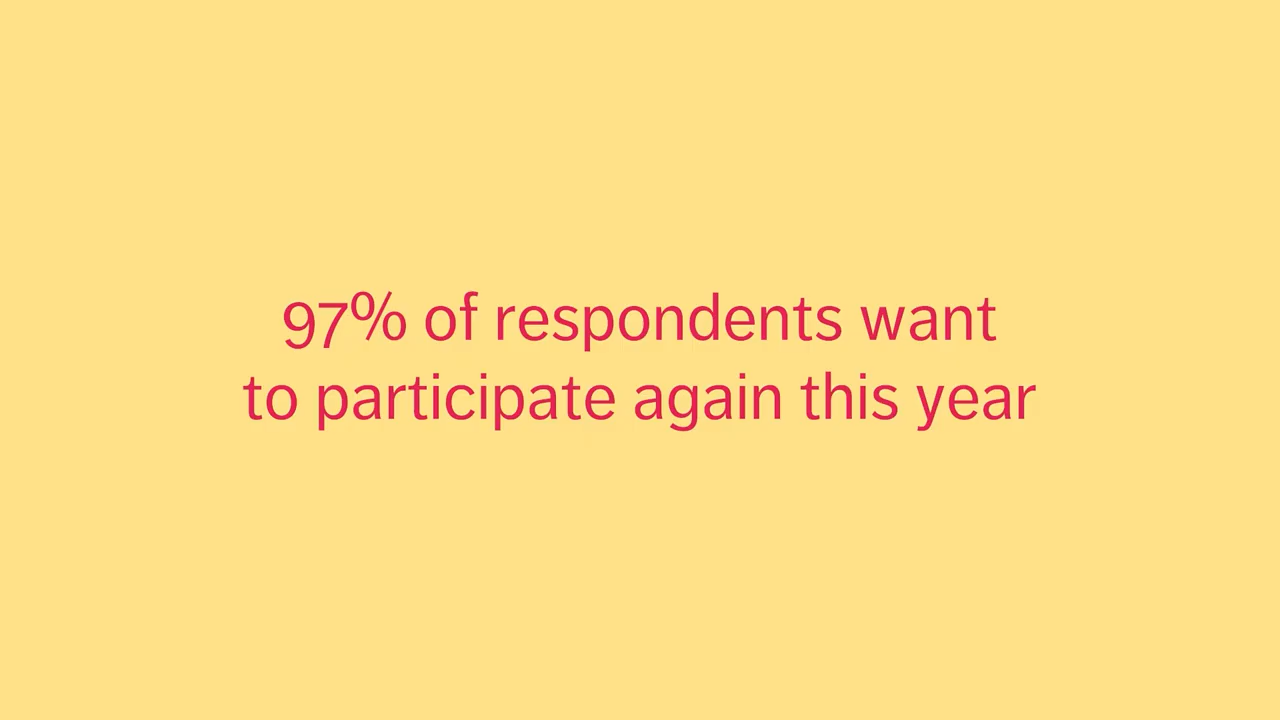 97% of respondents want
to participate again this year